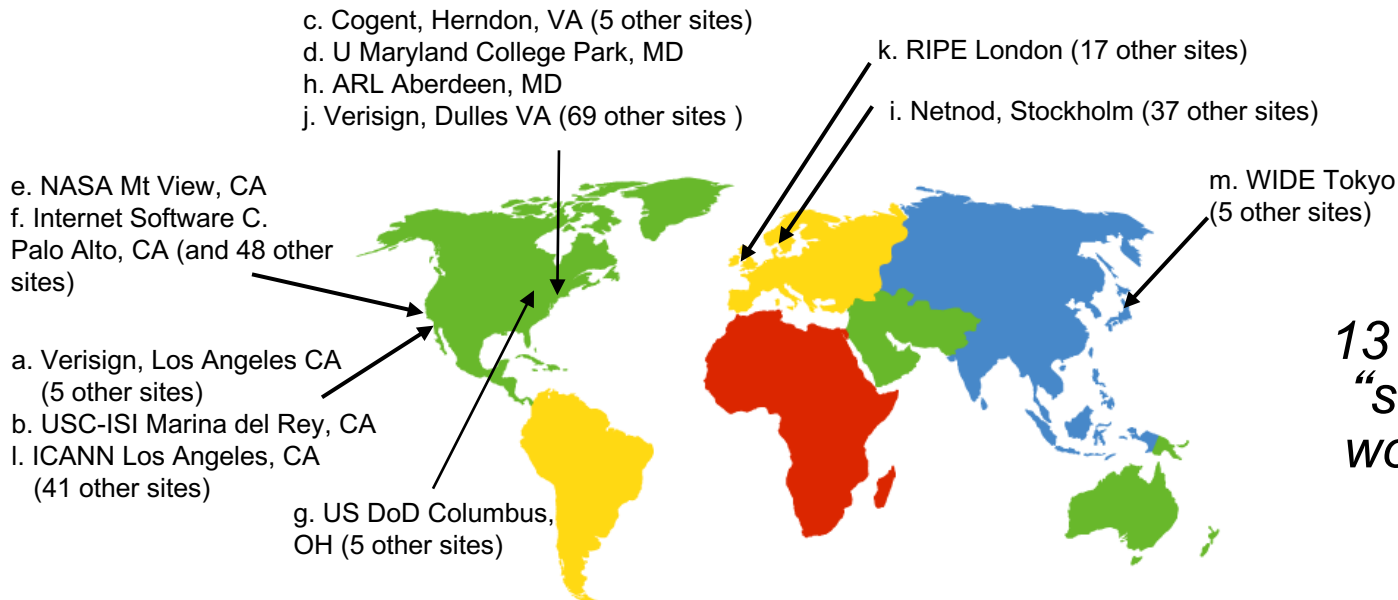 c. Cogent, Herndon, VA (5 other sites)
d. U Maryland College Park, MD
h. ARL Aberdeen, MD
j. Verisign, Dulles VA (69 other sites )
k. RIPE London (17 other sites)
i. Netnod, Stockholm (37 other sites)
m. WIDE Tokyo
(5 other sites)
e. NASA Mt View, CA
f. Internet Software C.
Palo Alto, CA (and 48 other
sites)
a. Verisign, Los Angeles CA
(5 other sites)
b. USC-ISI Marina del Rey, CA
l. ICANN Los Angeles, CA
(41 other sites)
g. US DoD Columbus,
OH (5 other sites)
13